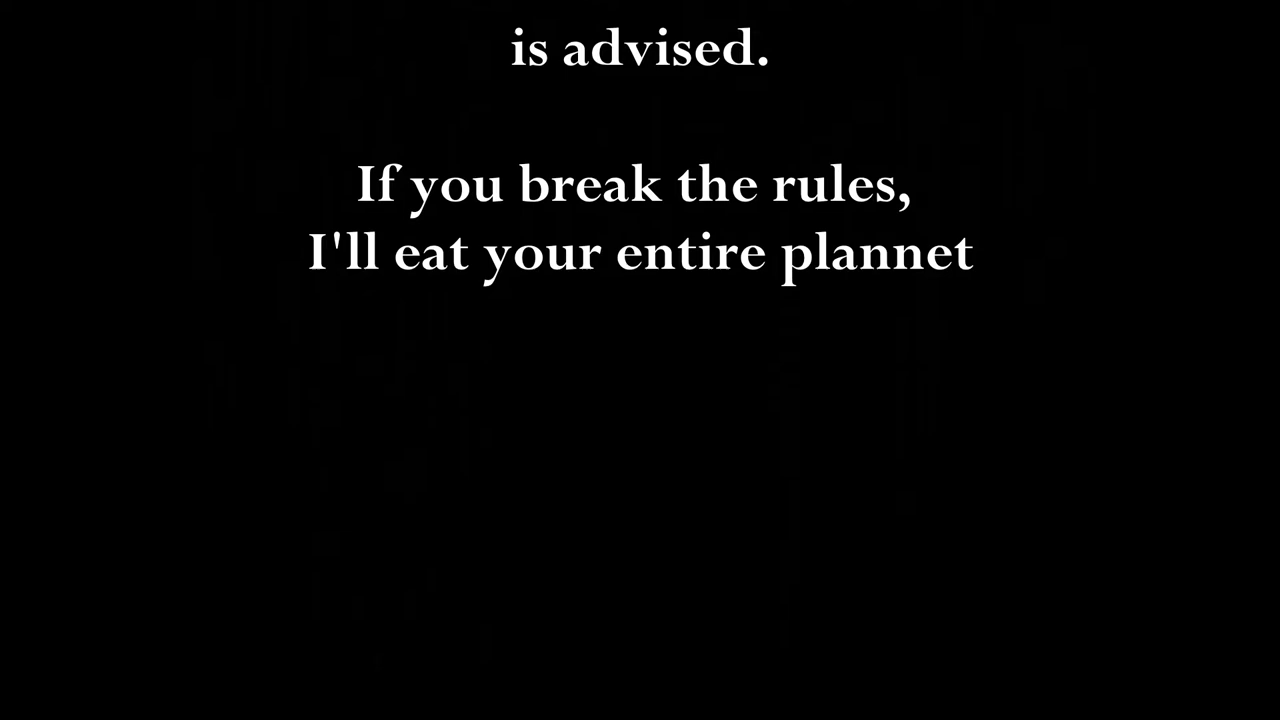 is advised.
If you break the rules,
I'll eat your entire plannet